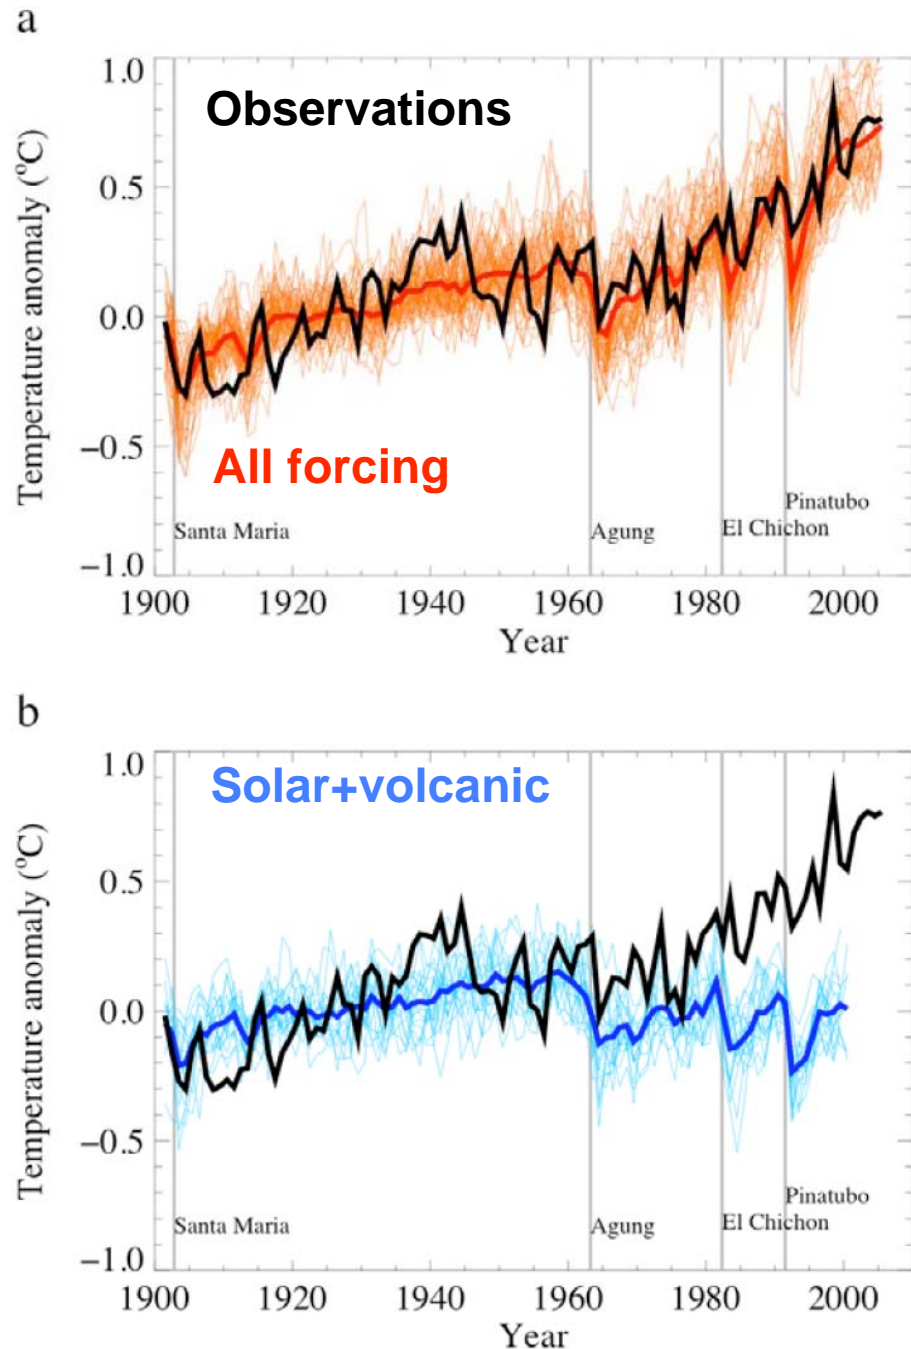 a
Observations
All forcing
Temperature anomaly (ºC)
1.0
0.5
0.0
−0.5
−1.0
Santa Maria
Agung
El Chichon
Pinatubo
1900 1920 1940 1960 1980 2000
Year
b
Solar+volcanic
Temperature anomaly (ºC)
1.0
0.5
0.0
−0.5
−1.0
Santa Maria
Agung
El Chichon
Pinatubo
1900 1920 1940 1960 1980 2000
Year